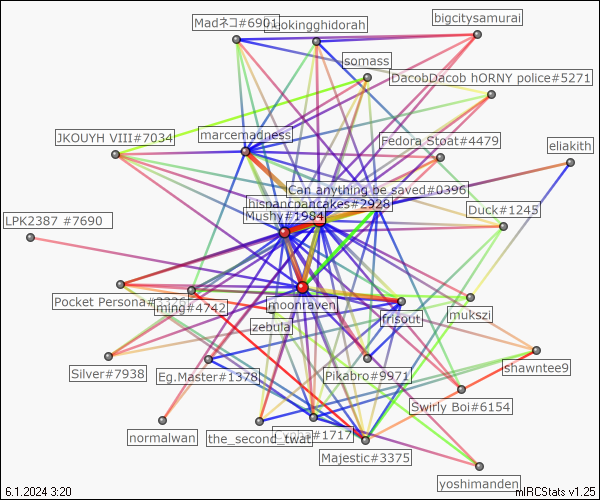 Madネコ#6901
bigcitysamurai
somass
DacobDacob hORNY police#5271
JKOUYH VIII#7034
marcemadness
Fedora Stoat#4479
eliakith
Can anything be saved#0396
hispancpancakes#2928
Mushy#1984
Duck#1245
LPK2387 #7690
Pocket Persona
ming#4742
moonraven
frisout
mukszi
zebula
Silver#7938
Eg.Master#1378
Pikabro#9971
shawntee9
Swirly Boi#6154
normalwan
the_second_twat
#1717
Majestic#3375
yoshimanden
6.1.2024 3:20
mIRCStats v1.25